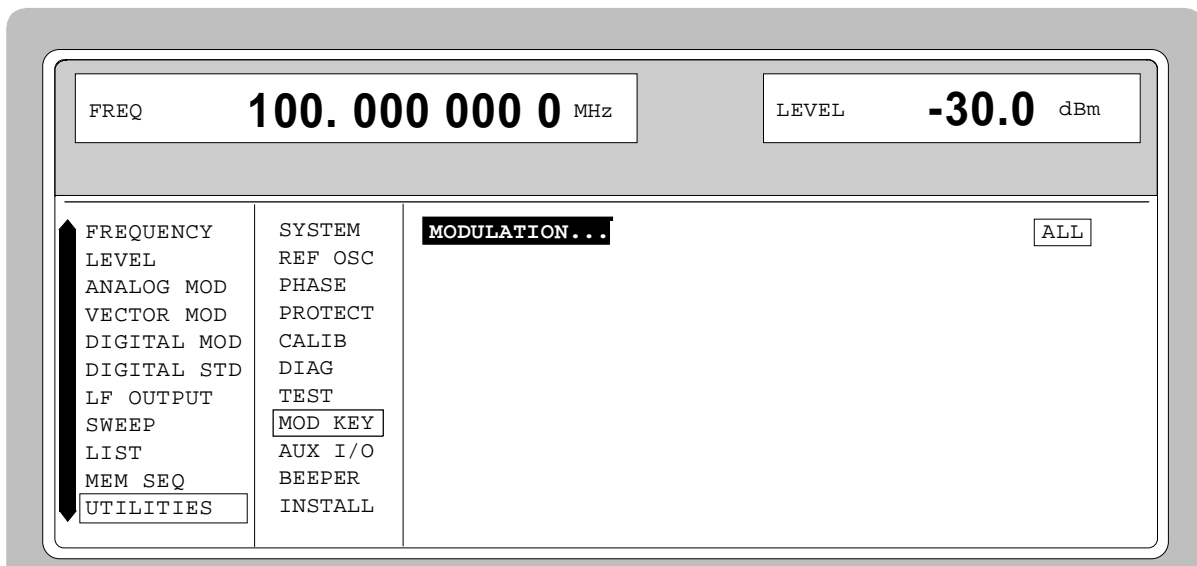 FREQ 100. 000 000 0 MHz LEVEL -30.0 dBm
FREQUENCY SYSTEM MODULATION... ALL
LEVEL REF OSC
ANALOG MOD PHASE
VECTOR MOD PROTECT
DIGITAL MOD CALIB
DIGITAL STD DIAG
LF OUTPUT TEST
SWEEP MOD KEY
LIST AUX I/O
MEM SEQ BEEPER
UTILITIES INSTALL